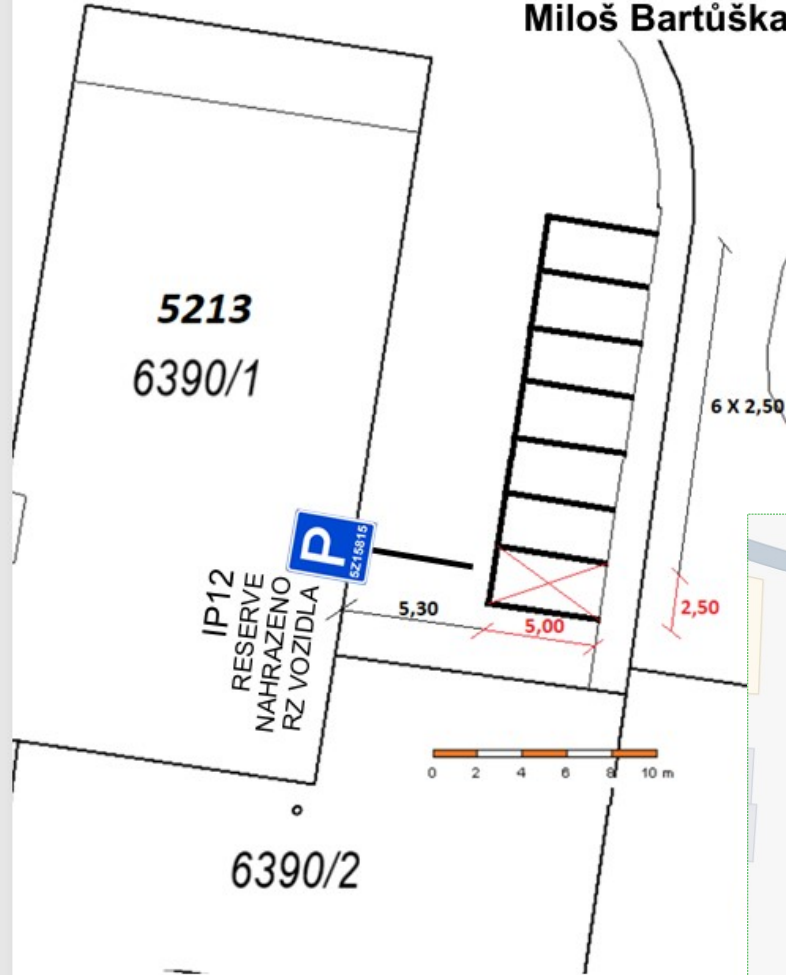 Miloš Bartůška
5213
6390/1
6 X 2,50
P
5Z15815
IP12
RESERVE
NAHRAZENO
RZ VOZIDLA
5,30
5,00
2,50
0 2 4 6 8 10 m
6390/2